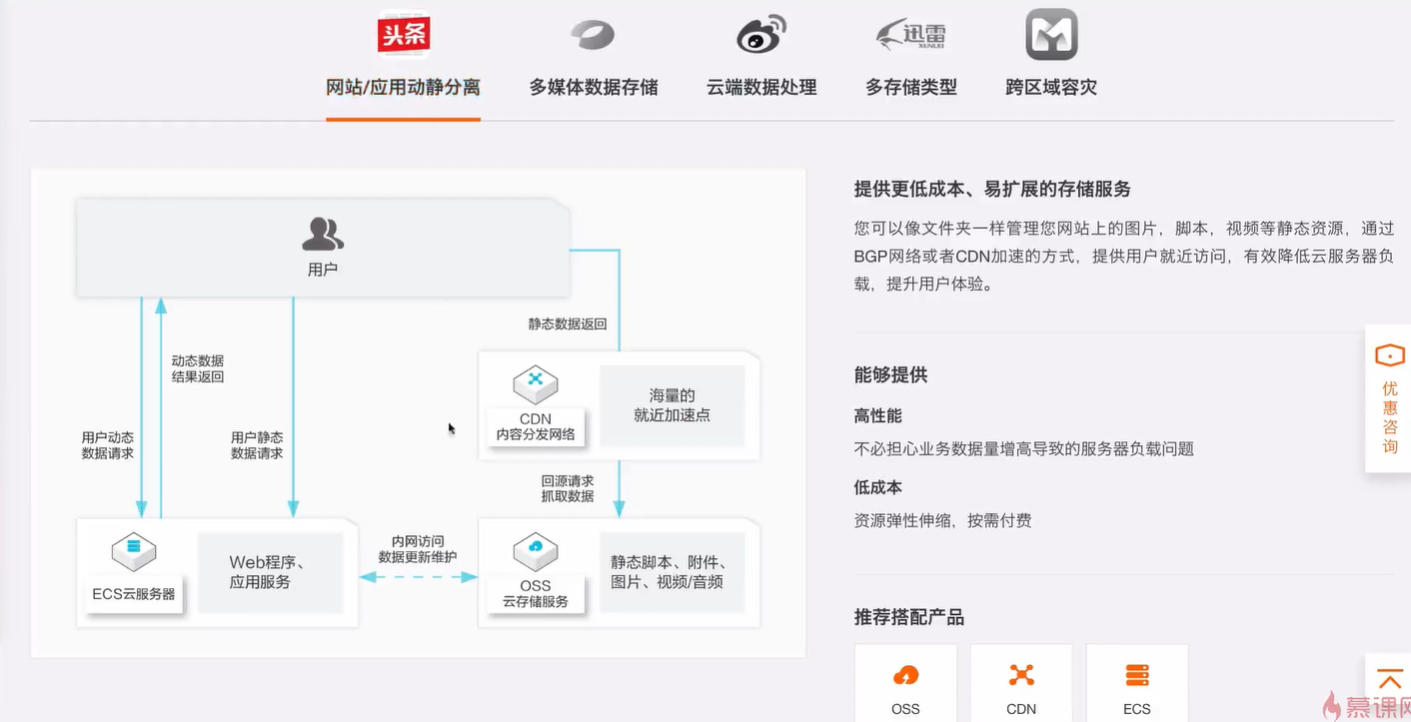 头条
迅雷
XUNLEI
网站/应用动静分离
多媒体数据存储
云端数据处理
多存储类型
跨区域容灾
用户
静态数据返回
动态数据
结果返回
用户动态
数据请求
用户静态
数据请求
CDN
内容分发网络
海量的
就近加速点
回源请求
抓取数据
ECS云服务器
Web程序、
应用服务
内网访问
数据更新维护
OSS
云存储服务
静态脚本、附件、
图片、视频/音频
提供更低成本、易扩展的存储服务
您可以像文件夹一样管理您网站上的图片，脚本，视频等静态资源，通过
BGP网络或者CDN加速的方式，提供用户就近访问，有效降低云服务器负
载，提升用户体验。
能够提供
高性能
不必担心业务数据量增高导致的服务器负载问题
低成本
资源弹性伸缩，按需付费
推荐搭配产品
OSS
CDN
ECS
优
惠
咨
询
慕课网